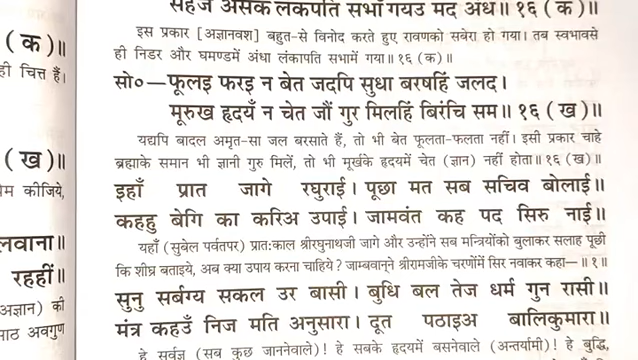 सहज असंक लंकपति सभाँ गयउ मद अंध॥ १६ (क)॥
इस प्रकार [अज्ञानवश] बहुत-से विनोद करते हुए रावणको सबेरा हो गया। तब स्वभावसे
ही निडर और घमण्डमें अंधा लंकापति सभामें गया॥ १६ (क)॥
सो०—फूलइ फरइ न बेत जदपि सुधा बरषहिं जलद।
मूरुख हृदयँ न चेत जौं गुर मिलहिं बिरंचि सम॥ १६ (ख)॥
यद्यपि बादल अमृत-सा जल बरसाते हैं, तो भी बेत फूलता-फलता नहीं। इसी प्रकार चाहे
ब्रह्माके समान भी ज्ञानी गुरु मिलें, तो भी मूर्खके हृदयमें चेत (ज्ञान) नहीं होता॥ १६ (ख)॥
इहाँ प्रात जागे रघुराई। पूछा मत सब सचिव बोलाई॥
कहहु बेगि का करिअ उपाई। जामवंत कह पद सिरु नाई॥
यहाँ (सुबेल पर्वतपर) प्रात:काल श्रीरघुनाथजी जागे और उन्होंने सब मन्त्रियोंको बुलाकर सलाह पूछी
कि शीघ्र बताइये, अब क्या उपाय करना चाहिये? जाम्बवान्‌ने श्रीरामजीके चरणोंमें सिर नवाकर कहा—॥ १॥
सुनु सर्बग्य सकल उर बासी। बुधि बल तेज धर्म गुन रासी॥
मंत्र कहउँ निज मति अनुसारा। दूत पठाइअ बालिकुमारा॥
हे सर्वज्ञ (सब कुछ जाननेवाले)! हे सबके हृदयमें बसनेवाले (अन्तर्यामी)! हे बुद्धि,
(क)॥
ही चित्त हैं।
(ख)॥
कीजिये,
रहहीं॥
की
अवगुण